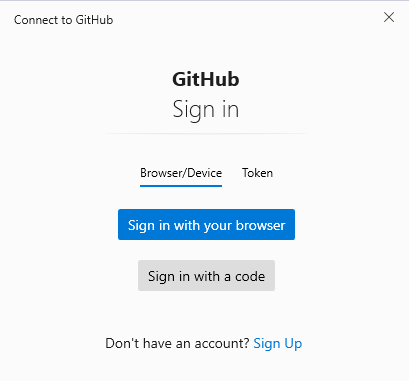 Connect to GitHub
GitHub
Sign in
Browser/Device Token
Sign in with your browser
Sign in with a code
Don't have an account? Sign Up